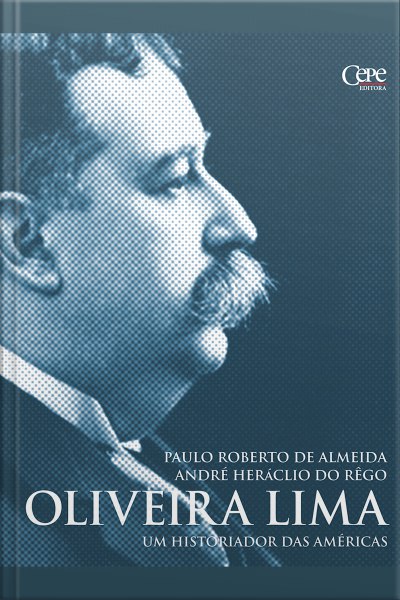 Cepe
EDITORA
PAULO ROBERTO DE ALMEIDA
ANDRÉ HERÁCLIO DO RÊGO
OLIVEIRA LIMA
UM HISTORIADOR DAS AMÉRICAS